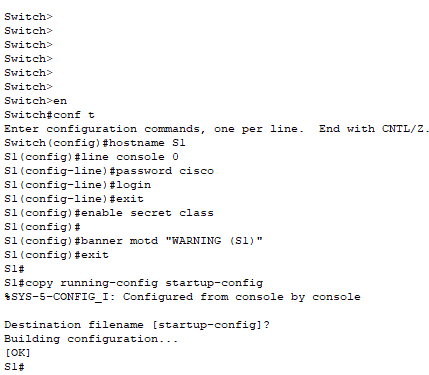 Switch>
Switch>
Switch>
Switch>
Switch>
Switch>
Switch>en
Switch#conf t
Enter configuration commands, one per line.  End with CNTL/Z.
Switch(config)#hostname S1
S1(config)#line console 0
S1(config-line)#password cisco
S1(config-line)#login
S1(config-line)#exit
S1(config)#enable secret class
S1(config)#
S1(config)#banner motd "WARNING (S1)"
S1(config)#exit
S1#
S1#copy running-config startup-config
%SYS-5-CONFIG_I: Configured from console by console

Destination filename [startup-config]?
Building configuration...
[OK]
S1#